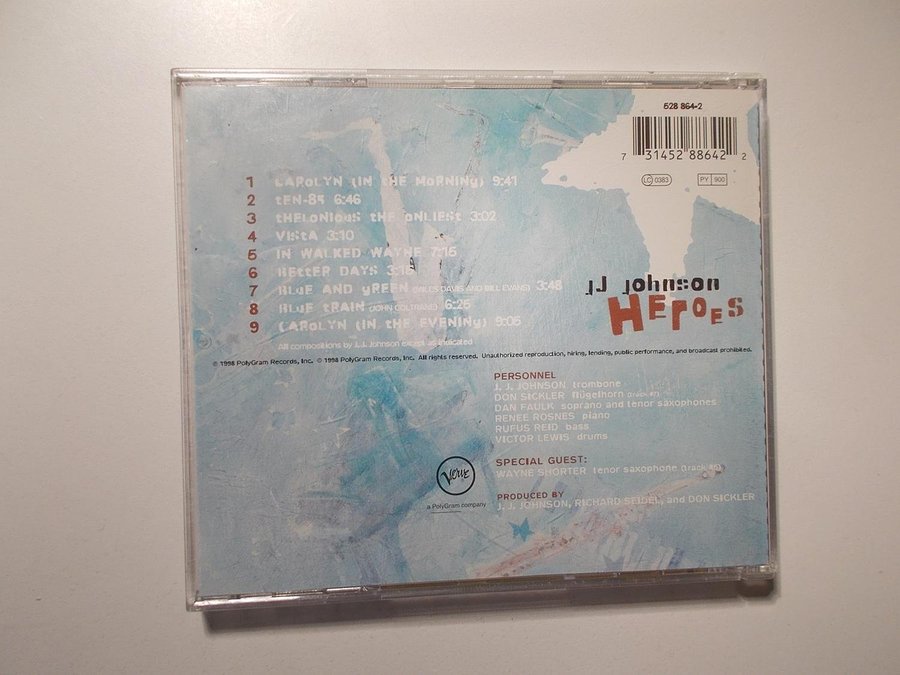 528 864-2
7 31452 88642 2
LC 0383 PY 900
1 CAROLYN (IN tHE MoRNINg) 9:41
2 tEN-85 6:46
3 tHELONIoUS tHE oNLIESt 3:02
4 VIStA 3:10
5 IN WALKED WAYNE 7:15
6 BEttER DAYS 3:15
7 BLUE AND gREEN (MILES DAVIS AND BILL EVANS) 3:48
8 BLUE tRAIN (JOHN COLTRANE) 6:25
9 CARoLYN (IN tHE EVENINg) 9:05
All compositions by J.J. Johnson except as indicated
JJ Johnson
HEROES
℗ 1998 PolyGram Records, Inc. © 1998 PolyGram Records, Inc. All rights reserved. Unauthorized reproduction, hiring, lending, public performance, and broadcast prohibited.
PERSONNEL
J. J. JOHNSON trombone
DON SICKLER flügelhorn (track #7)
DAN FAULK soprano and tenor saxophones
RENEE ROSNES piano
RUFUS REID bass
VICTOR LEWIS drums
SPECIAL GUEST:
WAYNE SHORTER tenor saxophone (track #5)
PRODUCED BY
J. J. JOHNSON, RICHARD SEIDEL, and DON SICKLER
Verve
a PolyGram company